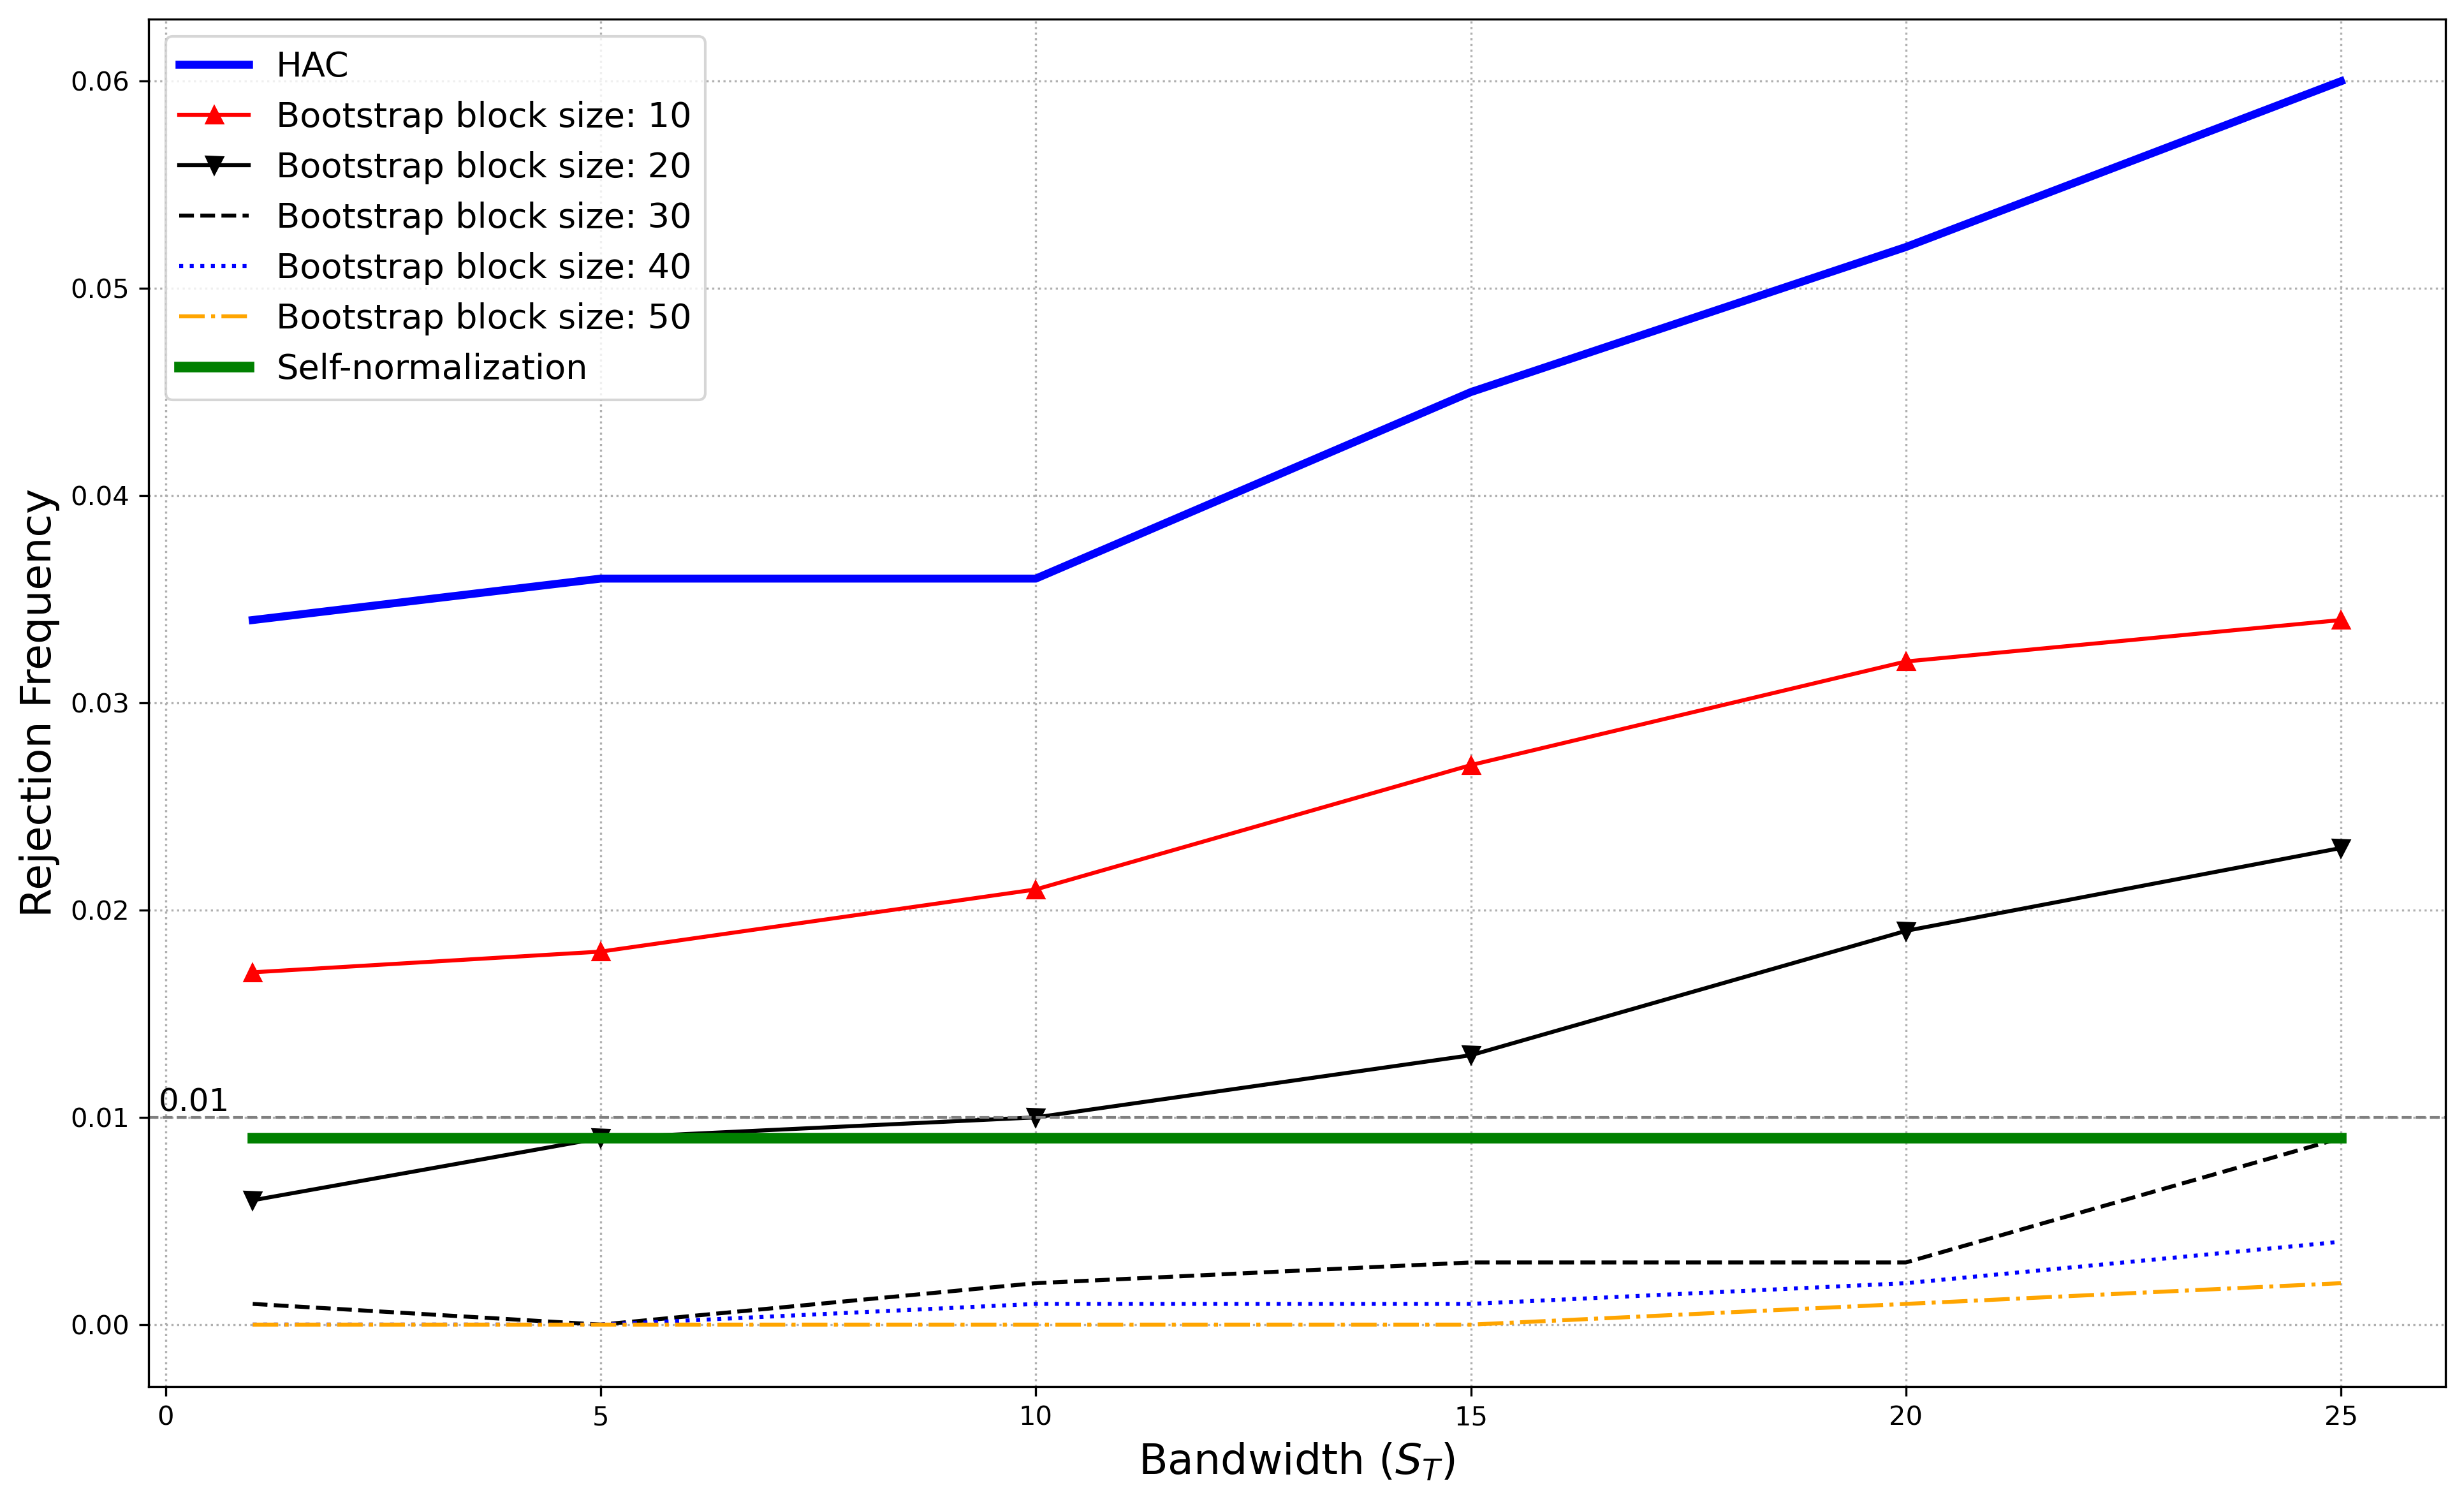 HAC
Bootstrap block size: 10
Bootstrap block size: 20
Bootstrap block size: 30
Bootstrap block size: 40
Bootstrap block size: 50
Self-normalization
Rejection Frequency
0.06
0.05
0.04
0.03
0.02
0.01
0.01
0.00
0 5 10 15 20 25
Bandwidth (S_T)